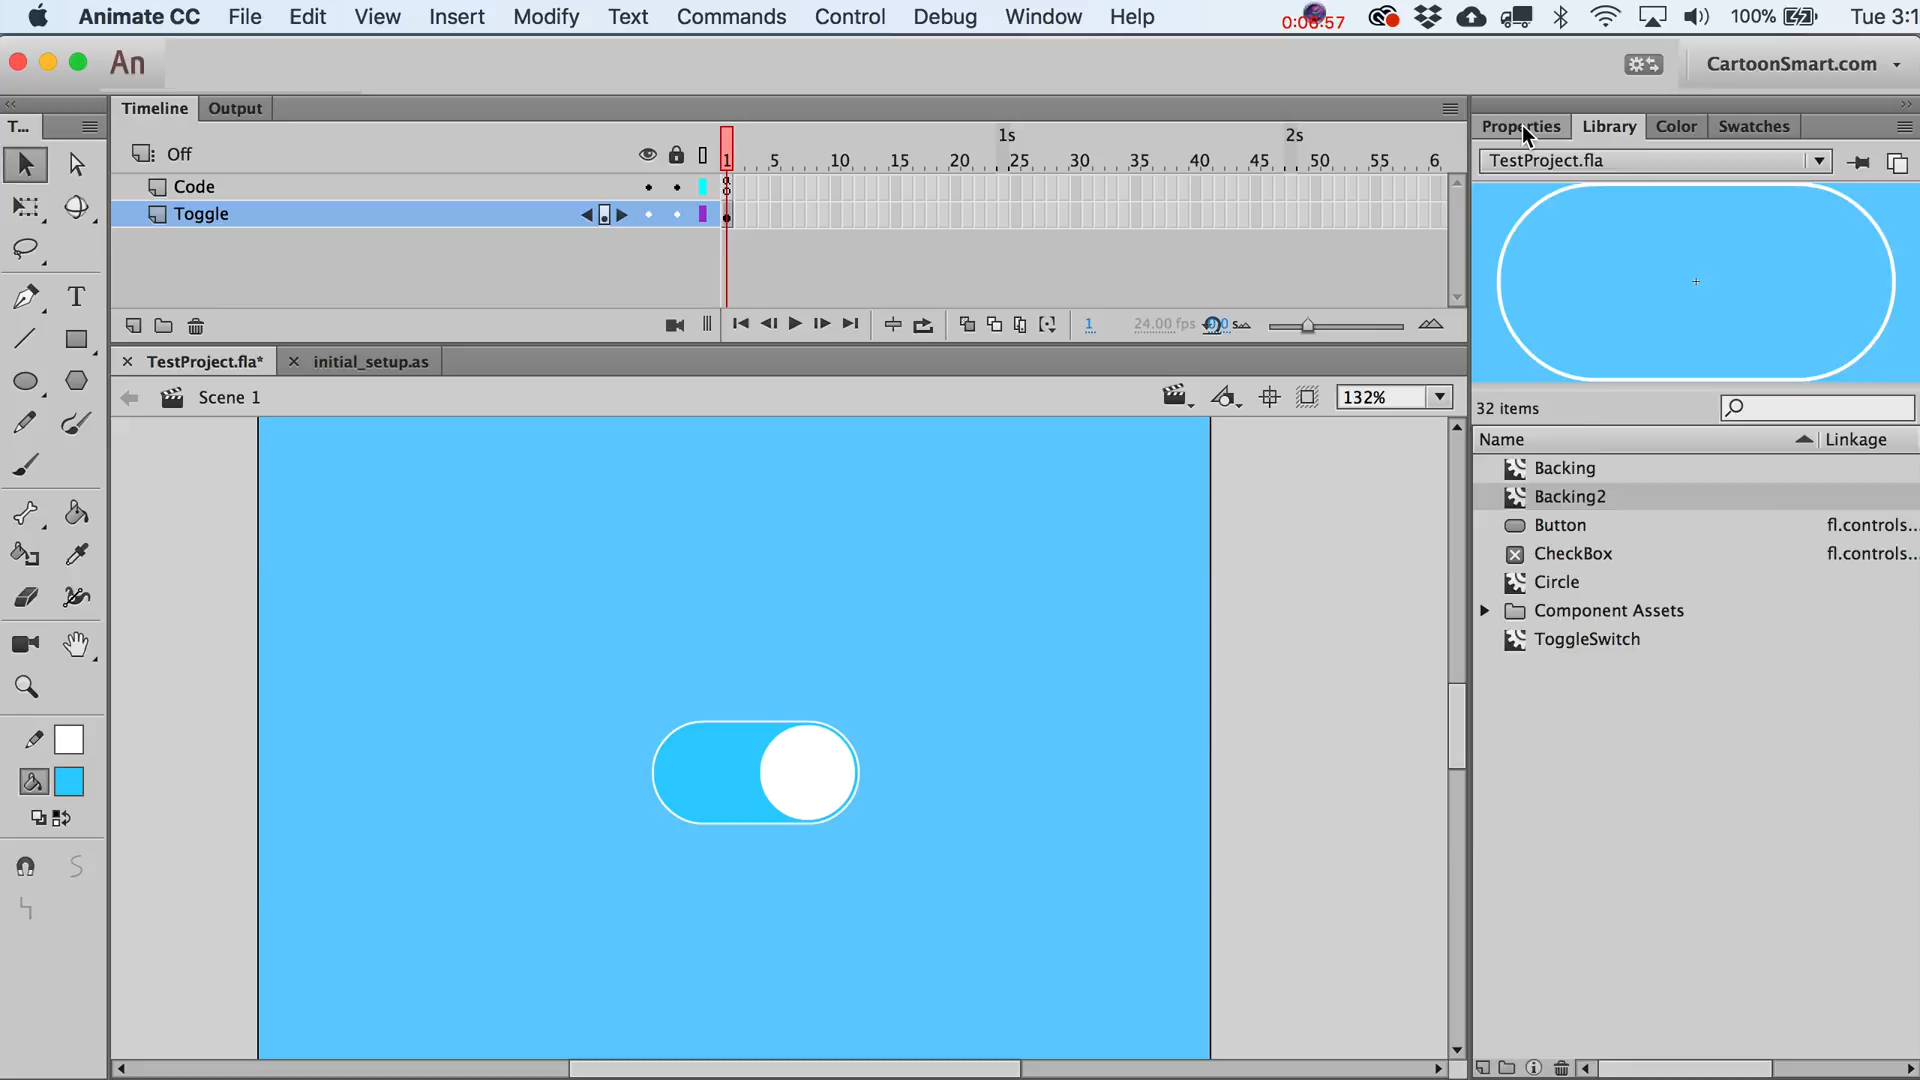 Animate CC File Edit View Insert Modify Text Commands Control Debug Window Help 0:06:57 100% Tue 3:1
An CartoonSmart.com
T... Timeline Output Properties Library Color Swatches
1s 2s
Off 1 5 10 15 20 25 30 35 40 45 50 55 6
TestProject.fla
Code
Toggle
1 24.00 fps
TestProject.fla* initial_setup.as
Scene 1 132%
32 items
Name Linkage
Backing
Backing2
Button fl.controls...
CheckBox fl.controls...
Circle
Component Assets
ToggleSwitch